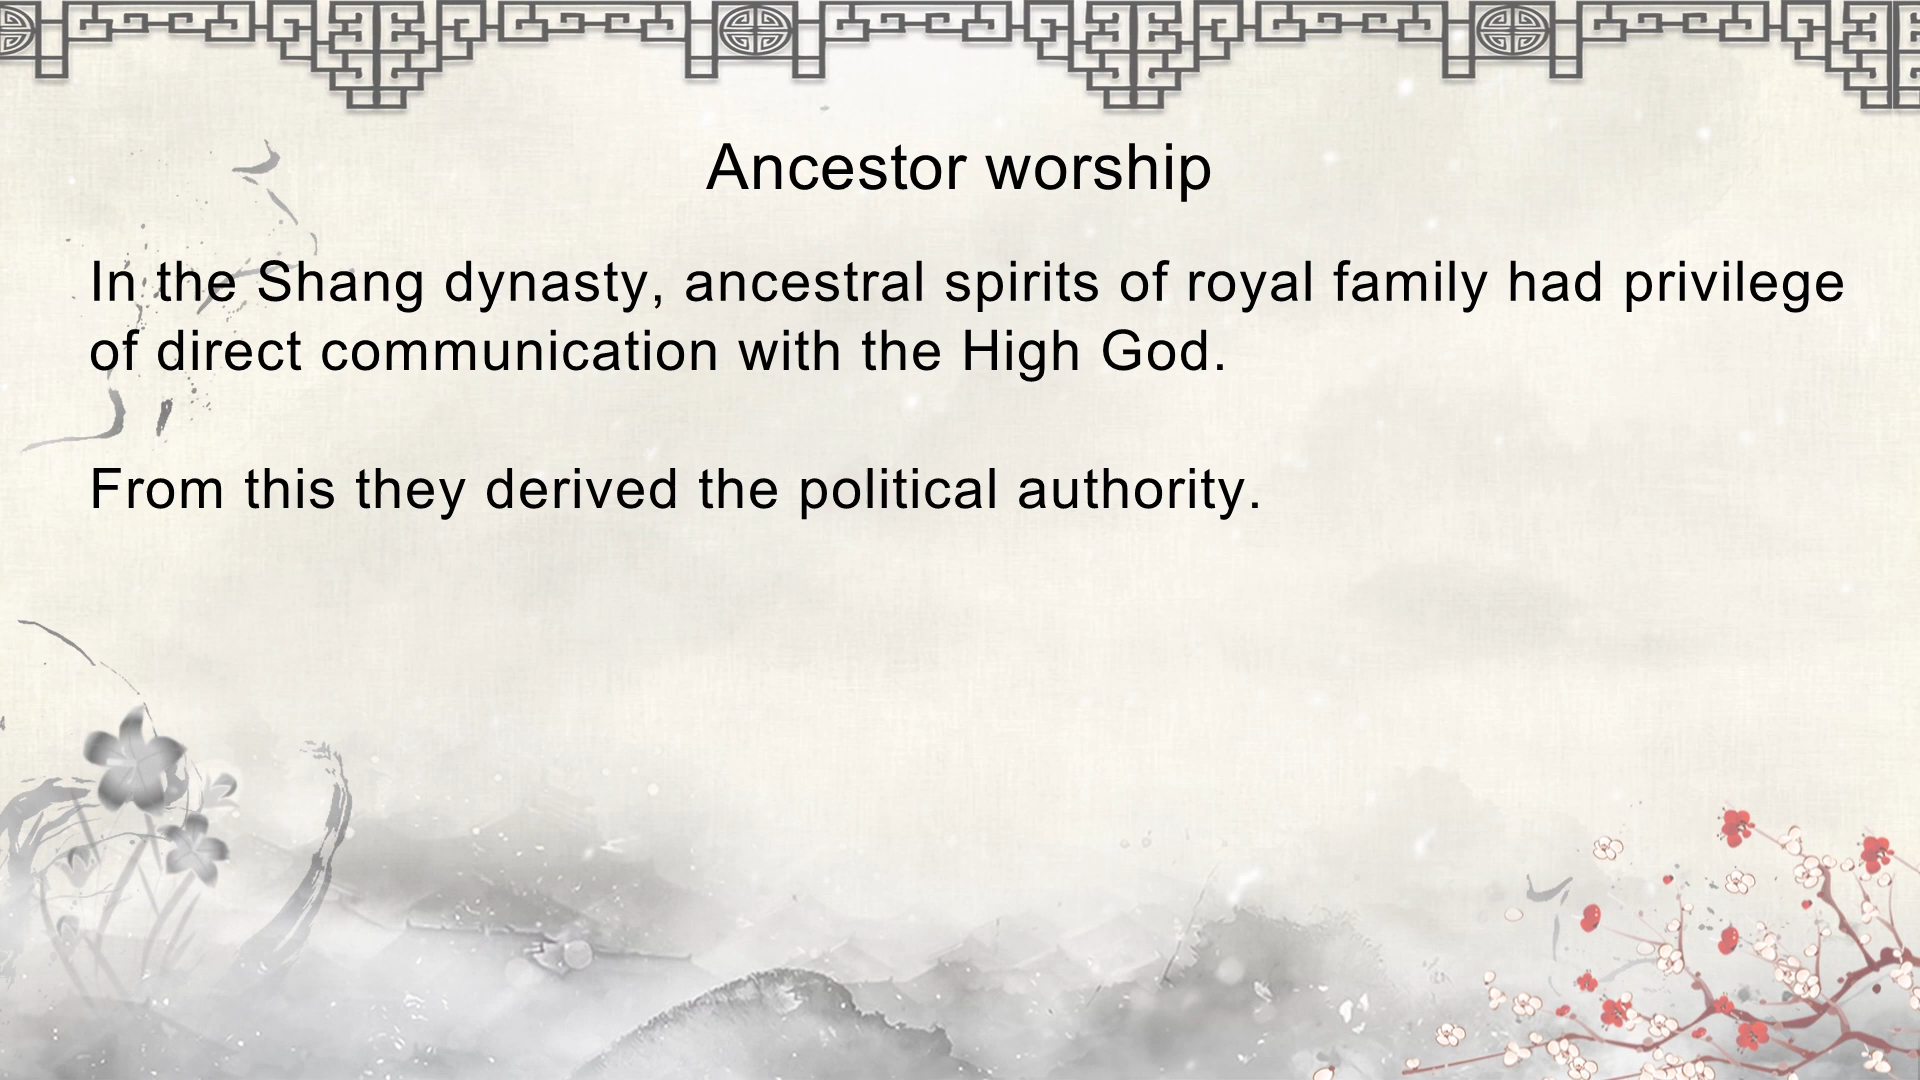 Ancestor worship
In the Shang dynasty, ancestral spirits of royal family had privilege
of direct communication with the High God.
From this they derived the political authority.